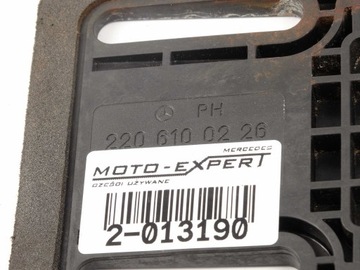 PH
220 610 02 26
MERCEDES
MOTO-EXPERT
CZĘŚCI UŻYWANE
2-013190